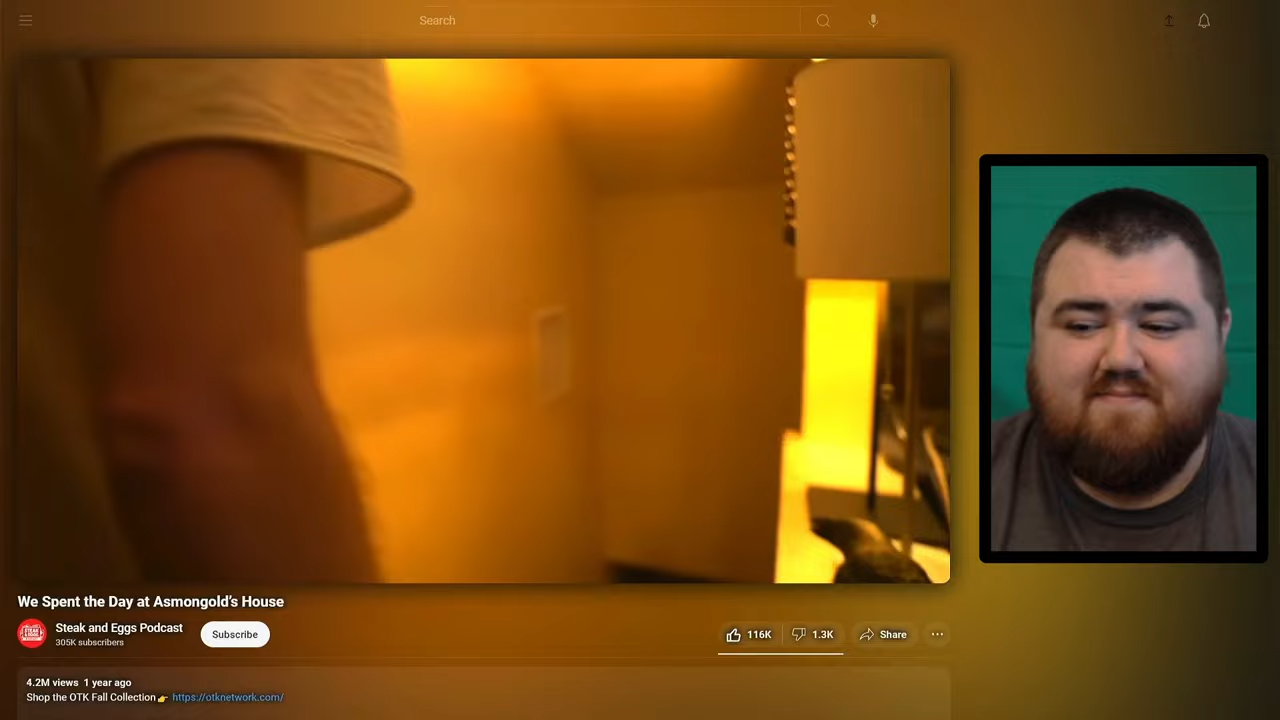 Search
We Spent the Day at Asmongold's House
Steak and Eggs Podcast
305K subscribers
Subscribe
116K
1.3K
Share
4.2M views 1 year ago
Shop the OTK Fall Collection👉 https://otknetwork.com/